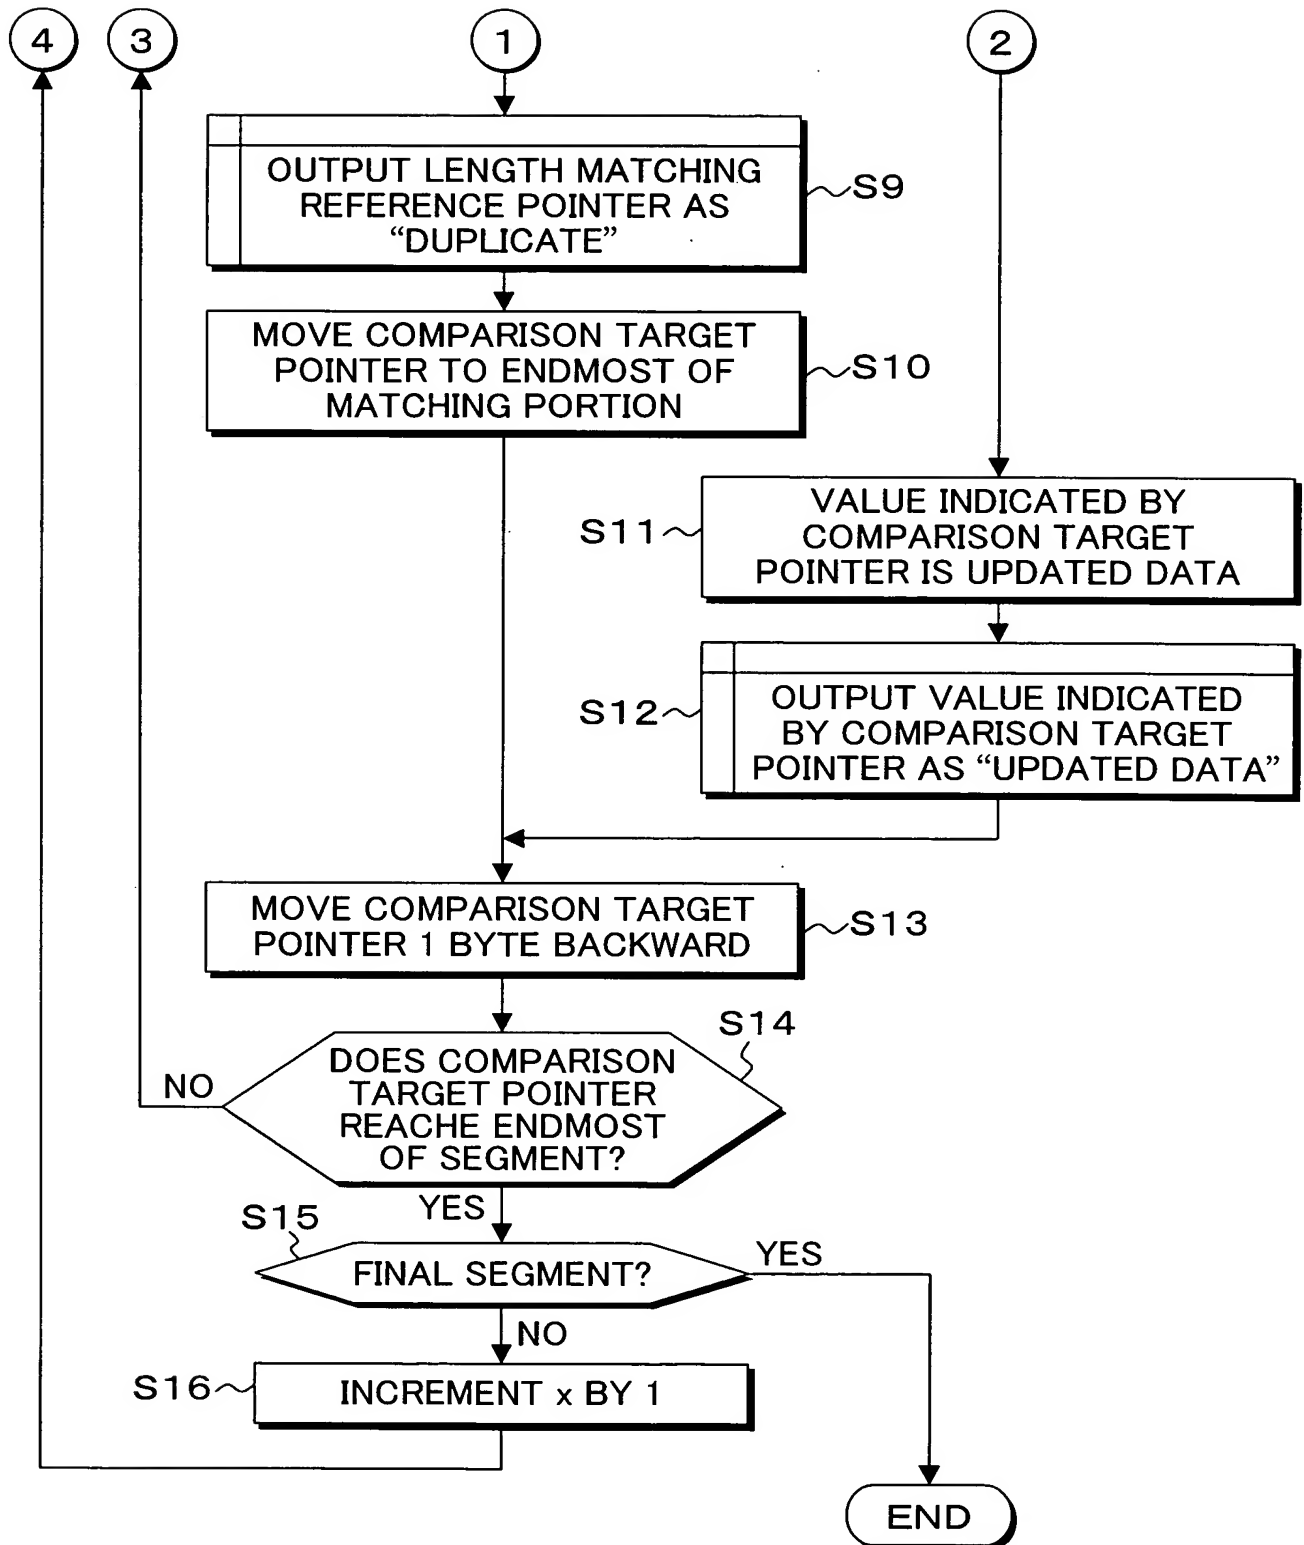 4
3
1
2
OUTPUT LENGTH MATCHING
REFERENCE POINTER AS
“DUPLICATE”
S9
MOVE COMPARISON TARGET
POINTER TO ENDMOST OF
MATCHING PORTION
S10
VALUE INDICATED BY
COMPARISON TARGET
POINTER IS UPDATED DATA
S11
OUTPUT VALUE INDICATED
BY COMPARISON TARGET
POINTER AS “UPDATED DATA”
S12
MOVE COMPARISON TARGET
POINTER 1 BYTE BACKWARD
S13
S14
DOES COMPARISON
TARGET POINTER
REACHE ENDMOST
OF SEGMENT?
NO
YES
S15
FINAL SEGMENT?
YES
NO
S16
INCREMENT x BY 1
END